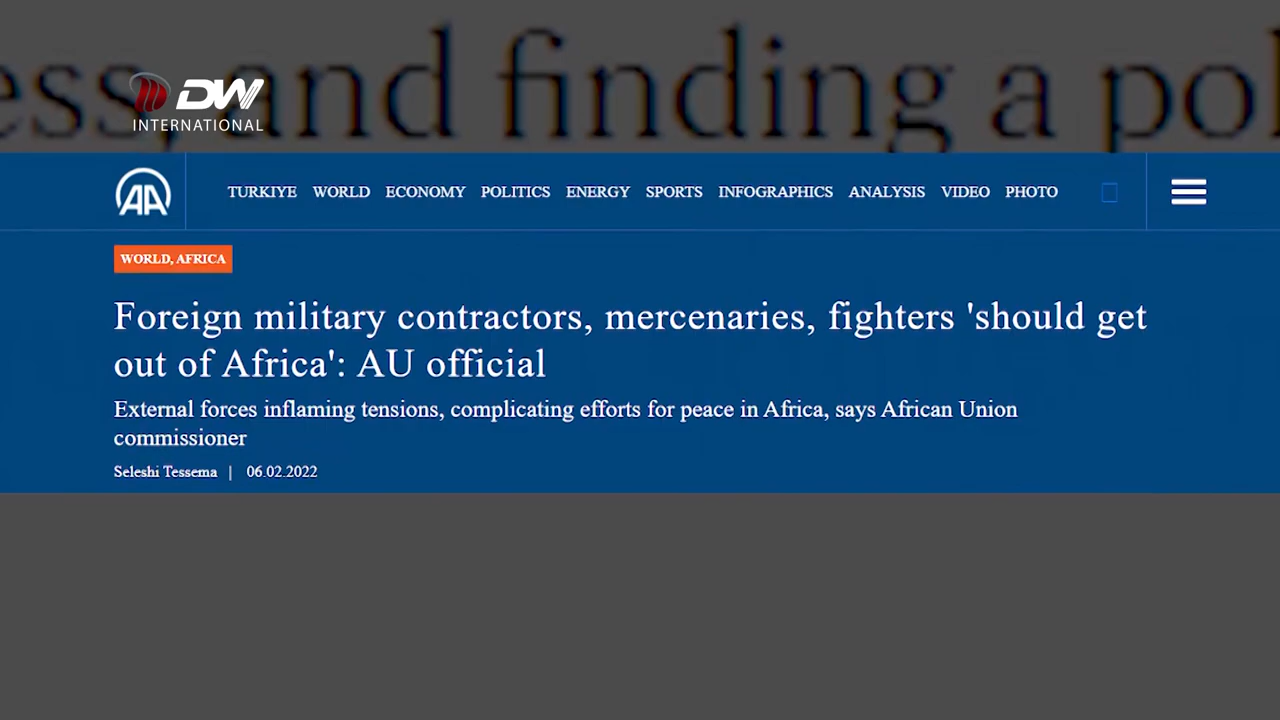 ess, and finding a pol
DW
INTERNATIONAL
AA
TURKIYE WORLD ECONOMY POLITICS ENERGY SPORTS INFOGRAPHICS ANALYSIS VIDEO PHOTO
WORLD, AFRICA
Foreign military contractors, mercenaries, fighters 'should get
out of Africa': AU official
External forces inflaming tensions, complicating efforts for peace in Africa, says African Union
commissioner
Seleshi Tessema | 06.02.2022